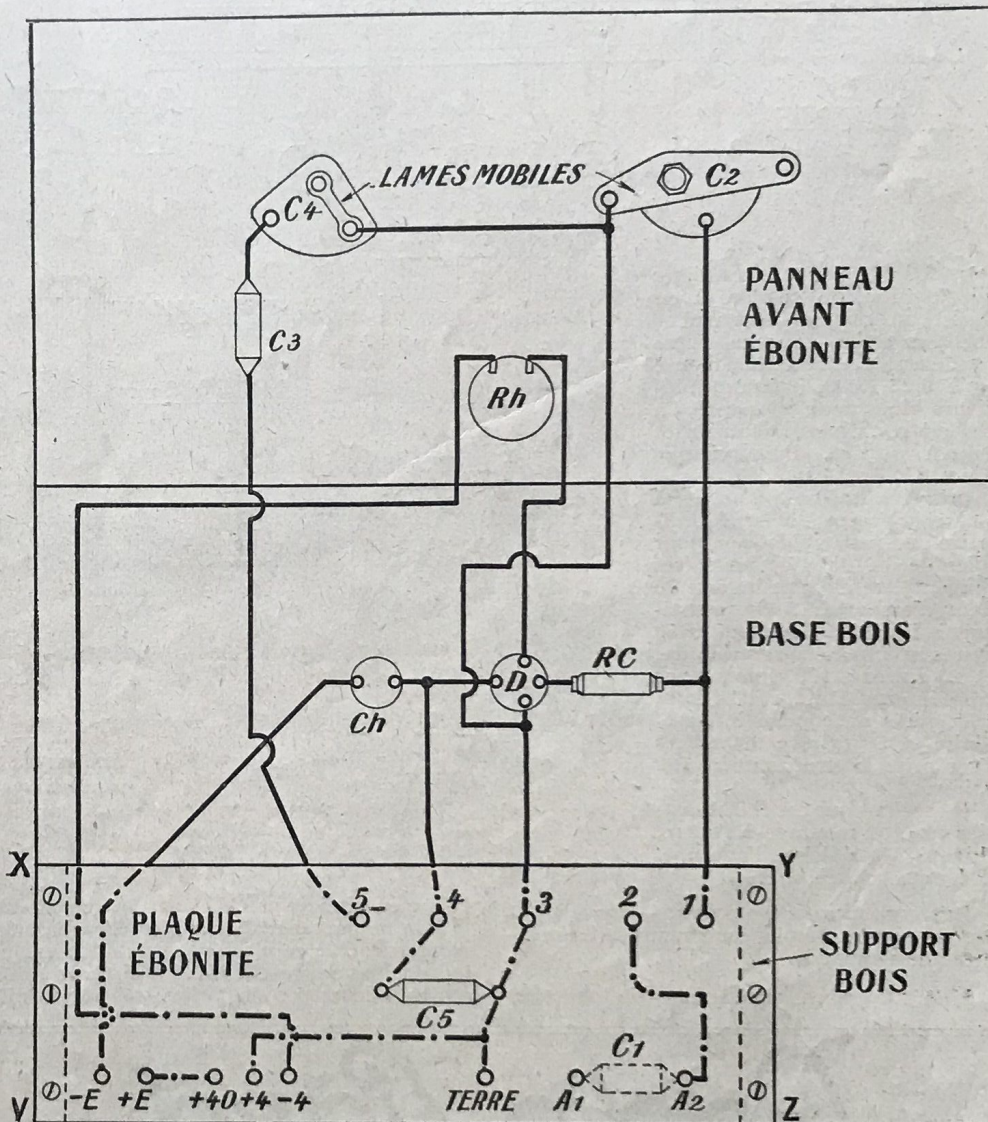 LAMES MOBILES
C4
C2
C3
PANNEAU
AVANT
ÉBONITE
Rh
BASE BOIS
RC
D
Ch
X
Y
5
4
3
2
1
PLAQUE
ÉBONITE
SUPPORT
BOIS
C5
C1
-E +E +40 +4 -4 TERRE A1 A2
V
Z